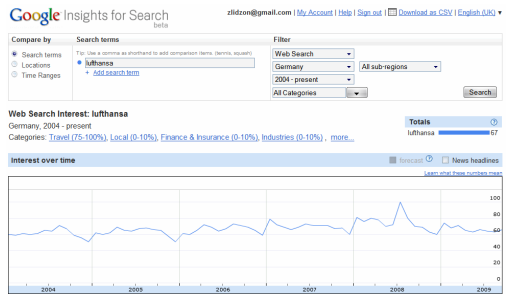 Google Insights for Search
beta
zlidzon@gmail.com | My Account | Help | Sign out | Download as CSV | English (UK) ▼
Compare by
Search terms
Filter
Search terms
Locations
Time Ranges
Tip: Use a comma as shorthand to add comparison items. (tennis, squash)
lufthansa
+ Add search term
Web Search
Germany
All sub-regions
2004 - present
All Categories
Search
Web Search Interest: lufthansa
Germany, 2004 - present
Categories: Travel (75-100%), Local (0-10%), Finance & Insurance (0-10%), Industries (0-10%) , more...
Totals
lufthansa 67
Interest over time
forecast
News headlines
Learn what these numbers mean
100
80
60
40
20
0
2004
2005
2006
2007
2008
2009